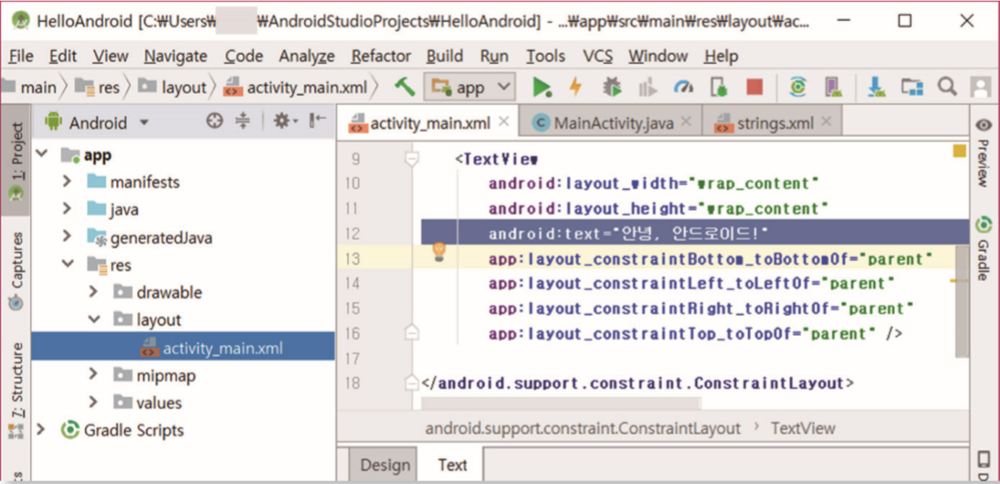 HelloAndroid [C:₩Users₩ ₩AndroidStudioProjects₩HelloAndroid] - ...₩app₩src₩main₩res₩layout₩ac...
File Edit View Navigate Code Analyze Refactor Build Run Tools VCS Window Help
main res layout activity_main.xml app
1: Project
Captures
Z: Structure
Android
app
manifests
java
generatedJava
res
drawable
layout
activity_main.xml
mipmap
values
Gradle Scripts
activity_main.xml MainActivity.java strings.xml
9 <TextView
10 android:layout_width="wrap_content"
11 android:layout_height="wrap_content"
12 android:text="안녕, 안드로이드!"
13 app:layout_constraintBottom_toBottomOf="parent"
14 app:layout_constraintLeft_toLeftOf="parent"
15 app:layout_constraintRight_toRightOf="parent"
16 app:layout_constraintTop_toTopOf="parent" />
17
18 </android.support.constraint.ConstraintLayout>
android.support.constraint.ConstraintLayout › TextView
Design Text
Preview
Gradle